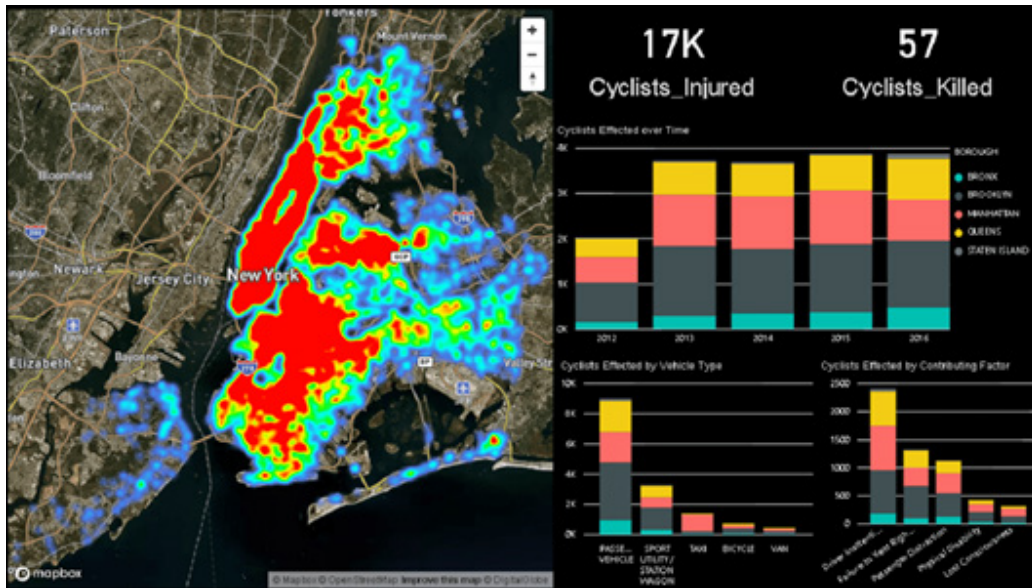 Yonkers
Paterson
Mount Vernon
Clifton
Bloomfield
280
Newark
Jersey City
New York
Elizabeth
Bayonne
278
mapbox
© Mapbox © OpenStreetMap Improve this map © DigitalGlobe
17K
Cyclists_Injured
57
Cyclists_Killed
Cyclists Effected over Time
4K
3K
2K
1K
0K
2012
2013
2014
2015
2016
BOROUGH
BRONX
BROOKLYN
MANHATTAN
QUEENS
STATEN ISLAND
Cyclists Effected by Vehicle Type
10K
8K
6K
4K
2K
0K
PASSE...
VEHICLE
SPORT
UTILITY /
STATION
WAGON
TAXI
BICYCLE
VAN
Cyclists Effected by Contributing Factor
2500
2000
1500
1000
500
0
Driver Inattenti...
Failure to Yield Righ...
Passenger Distraction
Physical Disability
Lost Consciousness